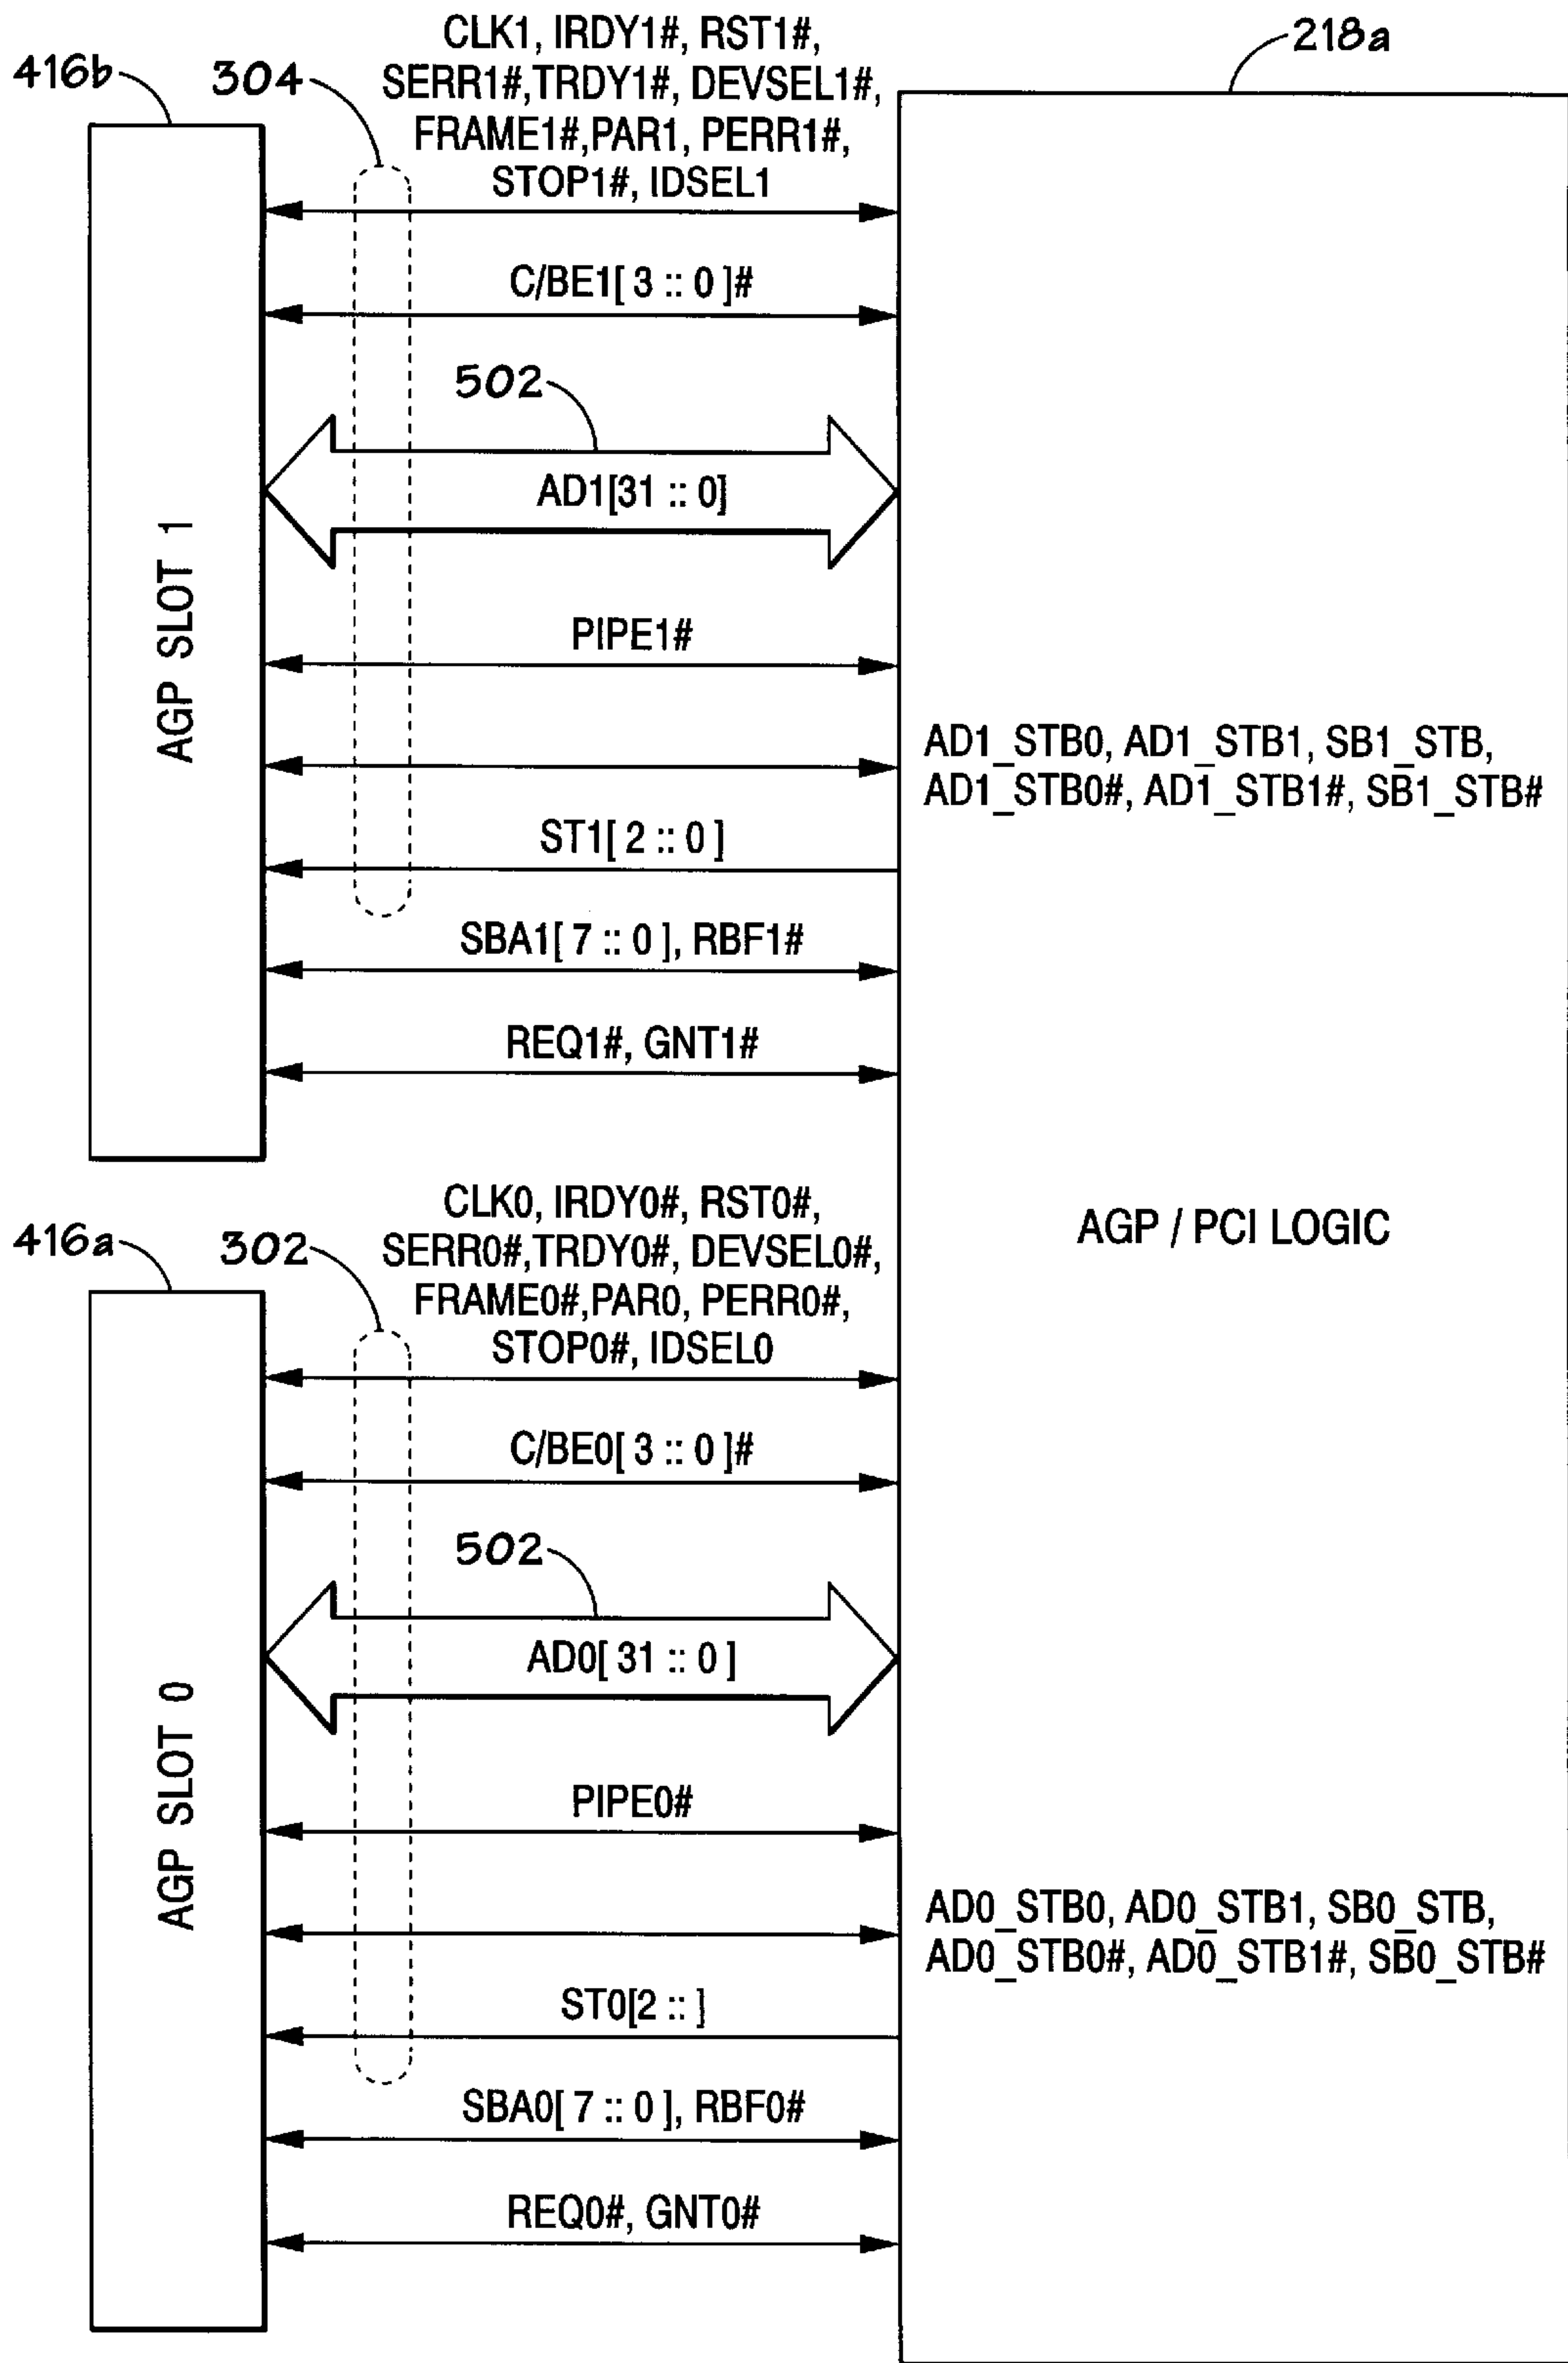 218a
416b
304
CLK1, IRDY1#, RST1#,
SERR1#,TRDY1#, DEVSEL1#,
FRAME1#,PAR1, PERR1#,
STOP1#, IDSEL1
C/BE1[ 3 :: 0 ]#
502
AD1[31 :: 0]
AGP SLOT 1
PIPE1#
AD1_STB0, AD1_STB1, SB1_STB,
AD1_STB0#, AD1_STB1#, SB1_STB#
ST1[ 2 :: 0 ]
SBA1[ 7 :: 0 ], RBF1#
REQ1#, GNT1#
AGP / PCI LOGIC
416a
302
CLK0, IRDY0#, RST0#,
SERR0#,TRDY0#, DEVSEL0#,
FRAME0#,PAR0, PERR0#,
STOP0#, IDSEL0
C/BE0[ 3 :: 0 ]#
502
AD0[ 31 :: 0 ]
AGP SLOT 0
PIPE0#
AD0_STB0, AD0_STB1, SB0_STB,
AD0_STB0#, AD0_STB1#, SB0_STB#
ST0[2 :: ]
SBA0[ 7 :: 0 ], RBF0#
REQ0#, GNT0#